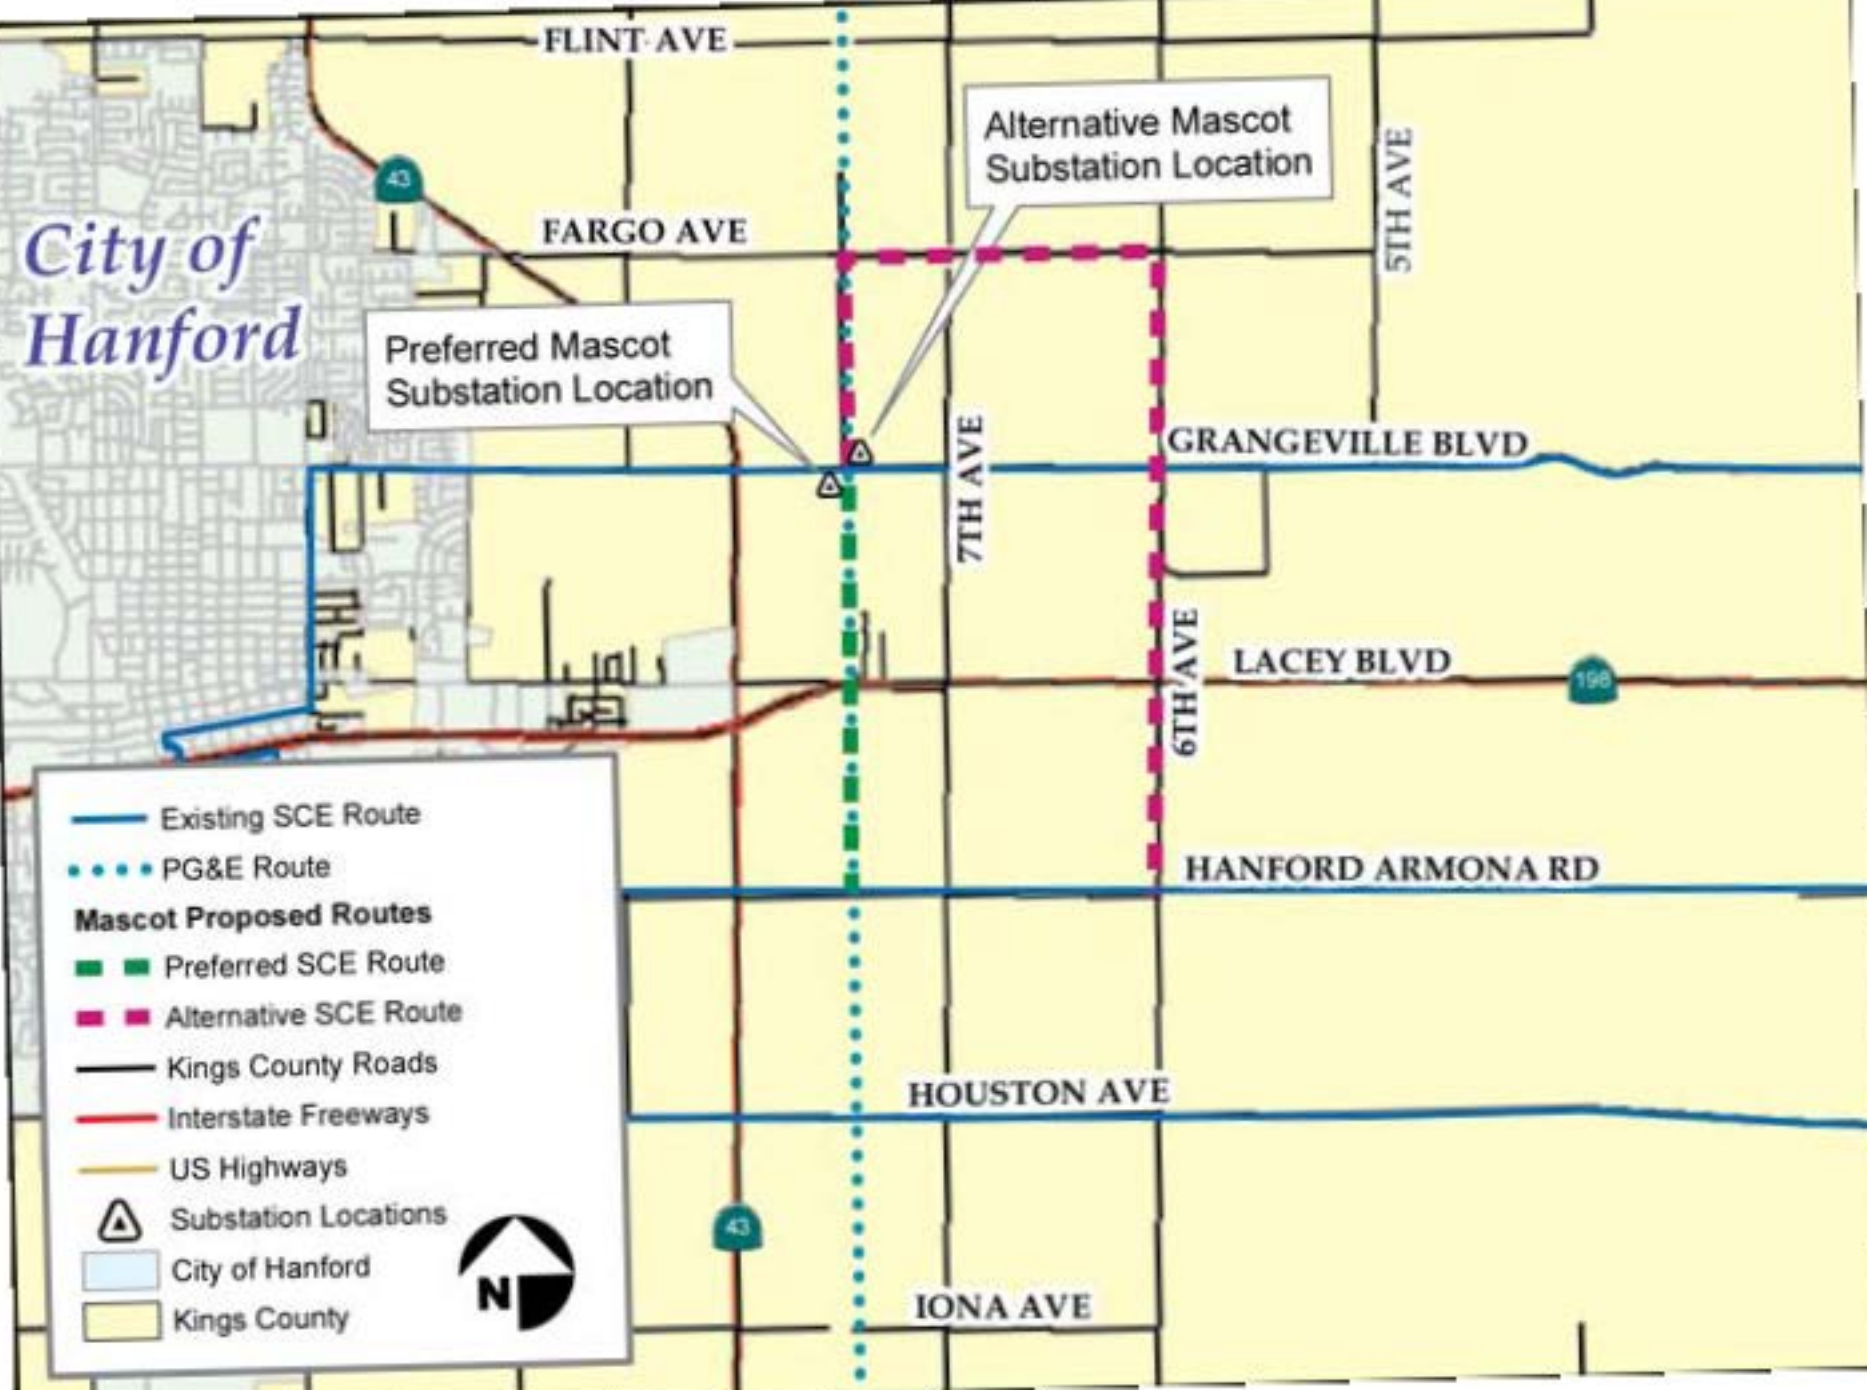 FLINT AVE
Alternative Mascot
Substation Location
43
5TH AVE
City of
Hanford
FARGO AVE
Preferred Mascot
Substation Location
GRANGEVILLE BLVD
7TH AVE
6TH AVE
LACEY BLVD
198
HANFORD ARMONA RD
HOUSTON AVE
43
IONA AVE
Existing SCE Route
PG&E Route
Mascot Proposed Routes
Preferred SCE Route
Alternative SCE Route
Kings County Roads
Interstate Freeways
US Highways
Substation Locations
City of Hanford
Kings County
N